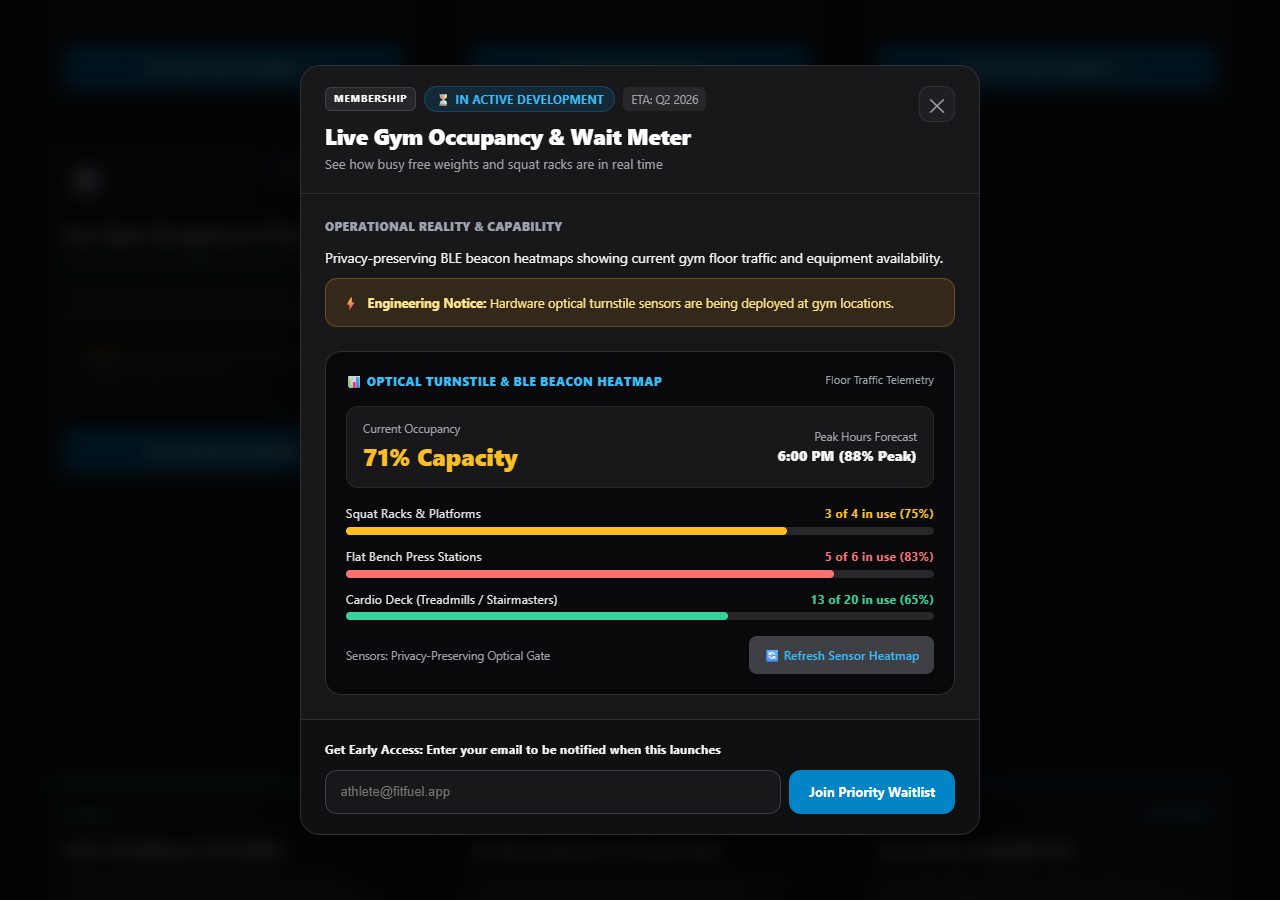 MEMBERSHIP
⏳ IN ACTIVE DEVELOPMENT
ETA: Q2 2026
Live Gym Occupancy & Wait Meter
See how busy free weights and squat racks are in real time
OPERATIONAL REALITY & CAPABILITY
Privacy-preserving BLE beacon heatmaps showing current gym floor traffic and equipment availability.
⚡ Engineering Notice: Hardware optical turnstile sensors are being deployed at gym locations.
📊 OPTICAL TURNSTILE & BLE BEACON HEATMAP
Floor Traffic Telemetry
Current Occupancy
71% Capacity
Peak Hours Forecast
6:00 PM (88% Peak)
Squat Racks & Platforms
3 of 4 in use (75%)
Flat Bench Press Stations
5 of 6 in use (83%)
Cardio Deck (Treadmills / Stairmasters)
13 of 20 in use (65%)
Sensors: Privacy-Preserving Optical Gate
🔄 Refresh Sensor Heatmap
Get Early Access: Enter your email to be notified when this launches
athlete@fitfuel.app
Join Priority Waitlist